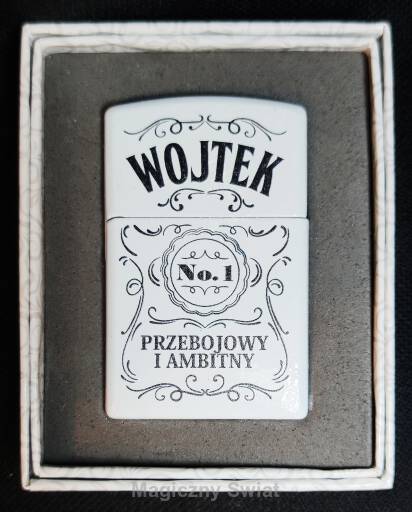 WOJTEK
No. 1
PRZEBOJOWY
I AMBITNY
Magiczny Świat